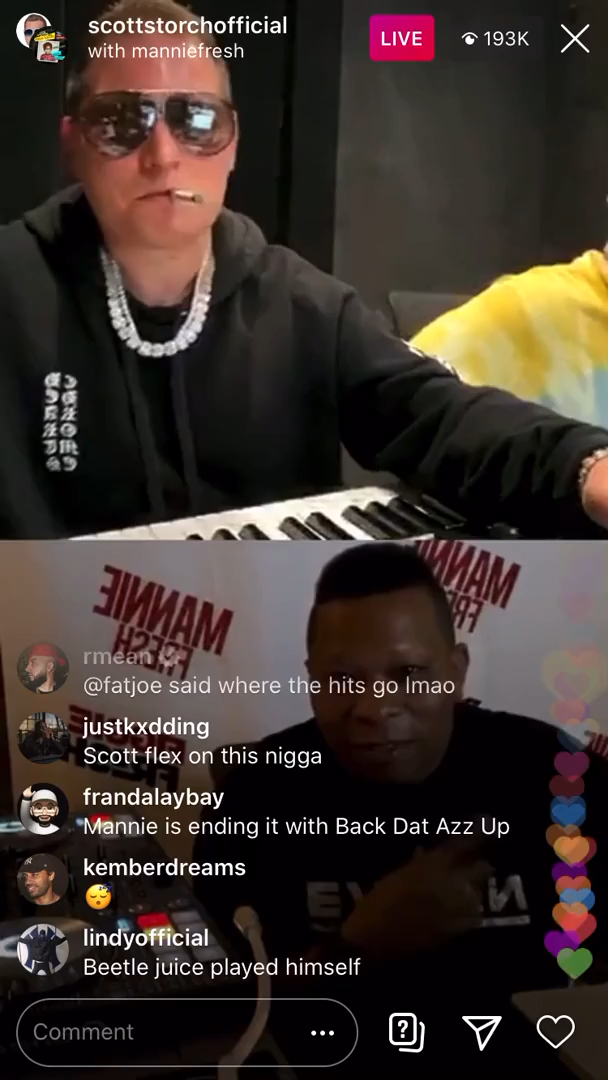 scottstorchofficial
with manniefresh
LIVE
193K
MANNIE
FRESH
MANNIE
rmean
@fatjoe said where the hits go lmao
justkxdding
Scott flex on this nigga
frandalaybay
Mannie is ending it with Back Dat Azz Up
kemberdreams
😴
lindyofficial
Beetle juice played himself
Comment